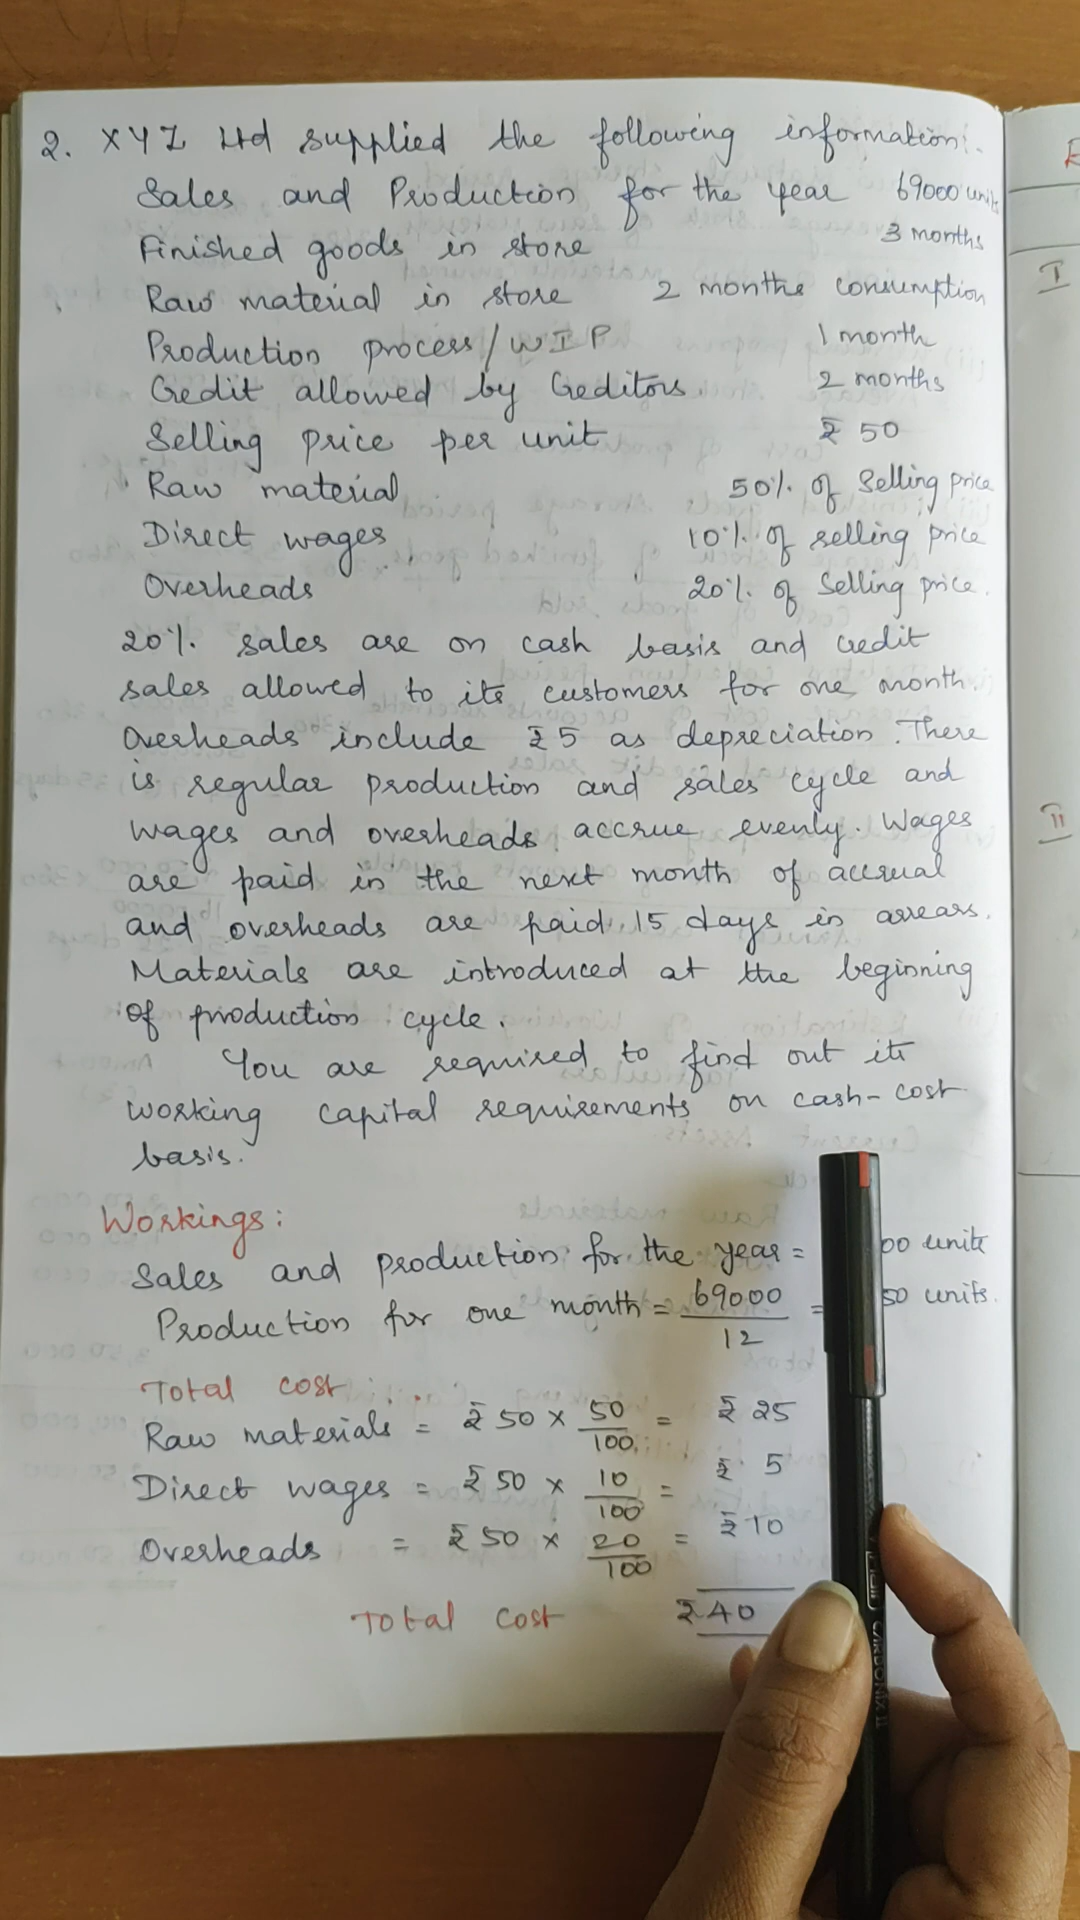 2. XYZ Ltd supplied the following information.
Sales and Production for the year 69000 units
Finished goods in store 3 months
Raw material in store 2 months consumption
Production process/WIP 1 month
Credit allowed by Creditors 2 months
Selling price per unit ₹ 50
Raw material 50% of Selling price
Direct wages 10% of selling price
Overheads 20% of Selling price.
20% sales are on cash basis and credit
sales allowed to its customers for one month.
Overheads include ₹5 as depreciation. There
is regular production and sales cycle and
wages and overheads accrue evenly. Wages
are paid in the next month of accrual
and overheads are paid 15 days in arrears.
Materials are introduced at the beginning
of production cycle.
You are required to find out its
working capital requirements on cash-cost
basis.
Workings:
Sales and production for the year = 00 units
Production for one month = 69000/12 = 50 units.
Total cost:
Raw materials = ₹ 50 × 50/100 = ₹ 25
Direct wages = ₹ 50 × 10/100 = ₹ 5
Overheads = ₹ 50 × 20/100 = ₹ 10
Total cost ₹ 40
I
II